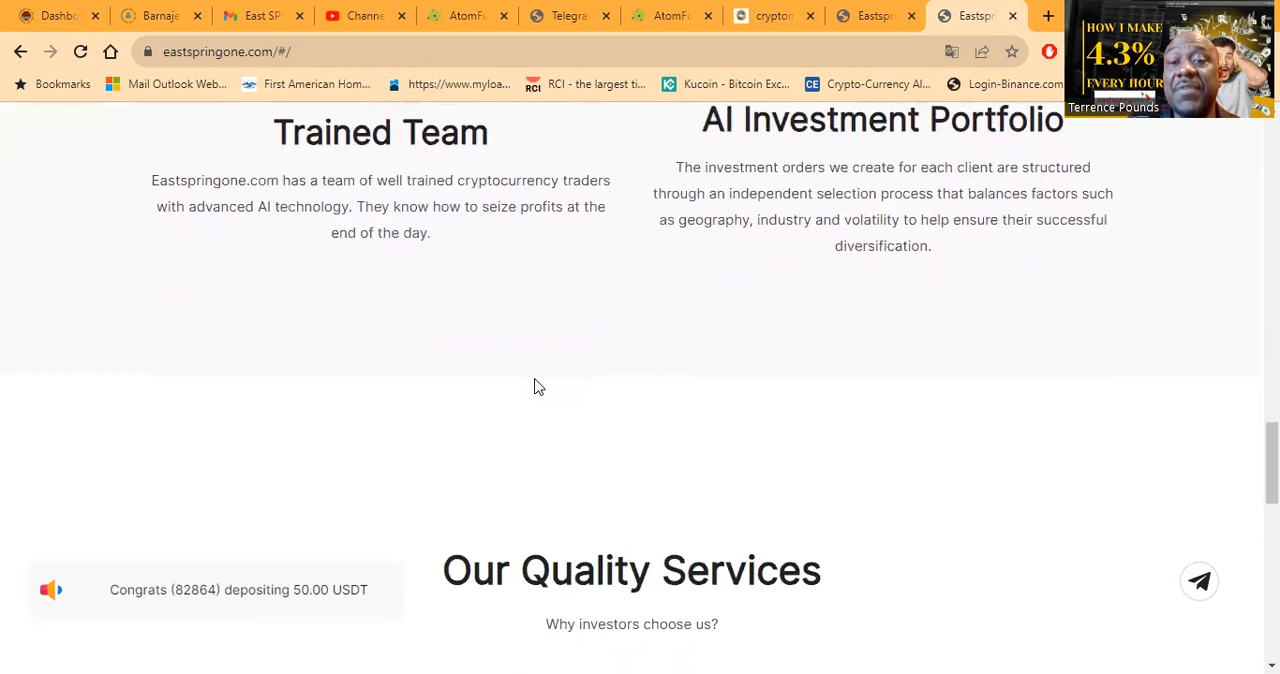 Dashbo
Barnaje
East SP
Channe
AtomFu
Telegra
AtomFu
crypton
Eastspr
Eastspr
eastspringone.com/#/
Bookmarks
Mail Outlook Web...
First American Hom...
https://www.myloa...
RCI - the largest ti...
Kucoin - Bitcoin Exc...
Crypto-Currency Al...
Login-Binance.com
HOW I MAKE
4.3%
EVERY HOUR
Terrence Pounds
Trained Team
Eastspringone.com has a team of well trained cryptocurrency traders
with advanced AI technology. They know how to seize profits at the
end of the day.
AI Investment Portfolio
The investment orders we create for each client are structured
through an independent selection process that balances factors such
as geography, industry and volatility to help ensure their successful
diversification.
Our Quality Services
Congrats (82864) depositing 50.00 USDT
Why investors choose us?